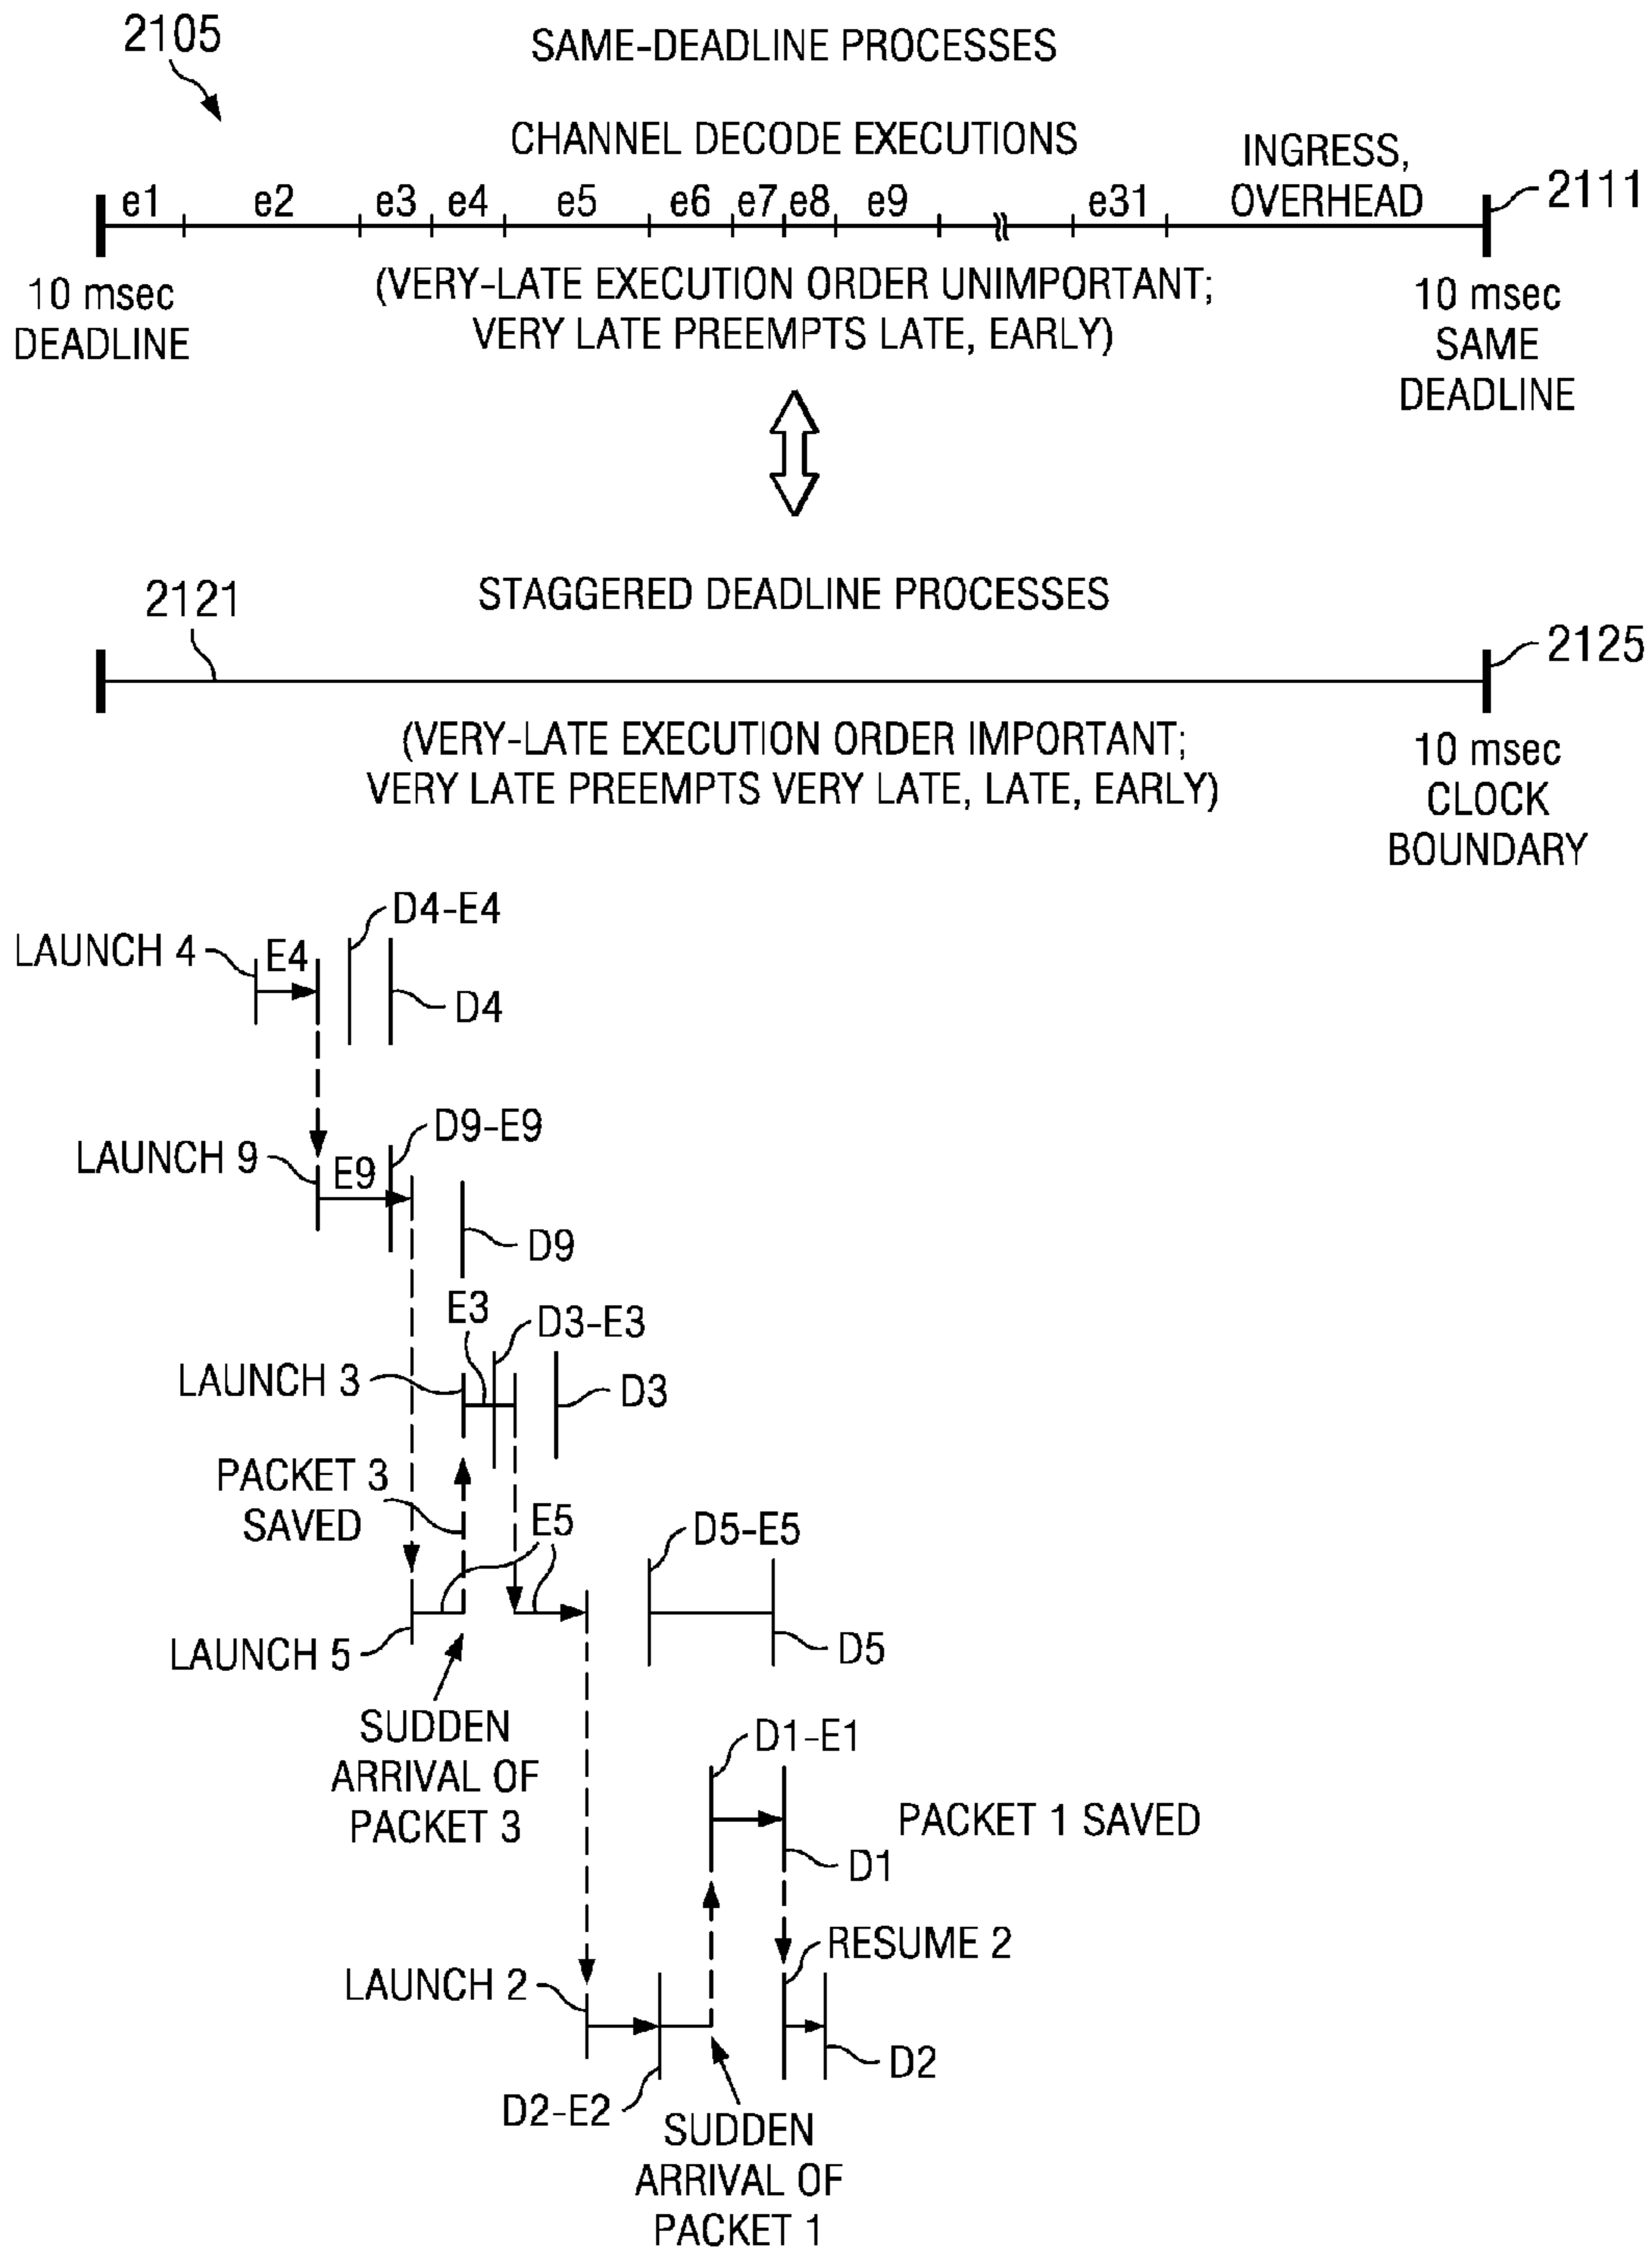 2105
SAME-DEADLINE PROCESSES
CHANNEL DECODE EXECUTIONS
INGRESS,
OVERHEAD
e1 e2 e3 e4 e5 e6 e7 e8 e9 e31
2111
10 msec
DEADLINE
(VERY-LATE EXECUTION ORDER UNIMPORTANT;
VERY LATE PREEMPTS LATE, EARLY)
10 msec
SAME
DEADLINE
2121
STAGGERED DEADLINE PROCESSES
2125
(VERY-LATE EXECUTION ORDER IMPORTANT;
VERY LATE PREEMPTS VERY LATE, LATE, EARLY)
10 msec
CLOCK
BOUNDARY
D4-E4
LAUNCH 4
E4
D4
D9-E9
LAUNCH 9
E9
D9
E3
D3-E3
LAUNCH 3
D3
PACKET 3
SAVED
E5
D5-E5
LAUNCH 5
D5
SUDDEN
ARRIVAL OF
PACKET 3
D1-E1
PACKET 1 SAVED
D1
RESUME 2
LAUNCH 2
D2
D2-E2
SUDDEN
ARRIVAL OF
PACKET 1